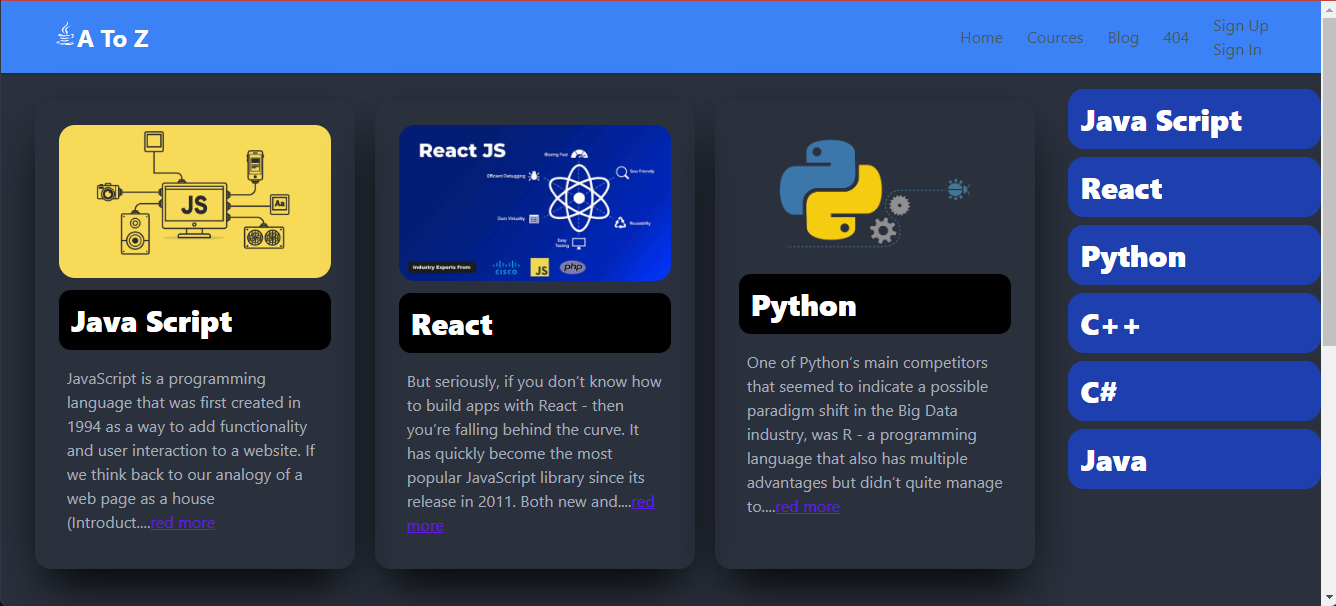 A To Z
Home Cources Blog 404
Sign Up
Sign In
JS
Aa
Java Script
JavaScript is a programming
language that was first created in
1994 as a way to add functionality
and user interaction to a website. If
we think back to our analogy of a
web page as a house
(Introduct....red more
React JS
Blazing Fast
Efficient Debugging
Seo Friendly
Reusability
Easy
Testing
Industry Experts From
CISCO
JS
php
React
But seriously, if you don’t know how
to build apps with React - then
you’re falling behind the curve. It
has quickly become the most
popular JavaScript library since its
release in 2011. Both new and....red
more
Python
One of Python’s main competitors
that seemed to indicate a possible
paradigm shift in the Big Data
industry, was R - a programming
language that also has multiple
advantages but didn’t quite manage
to....red more
Java Script
React
Python
C++
C#
Java